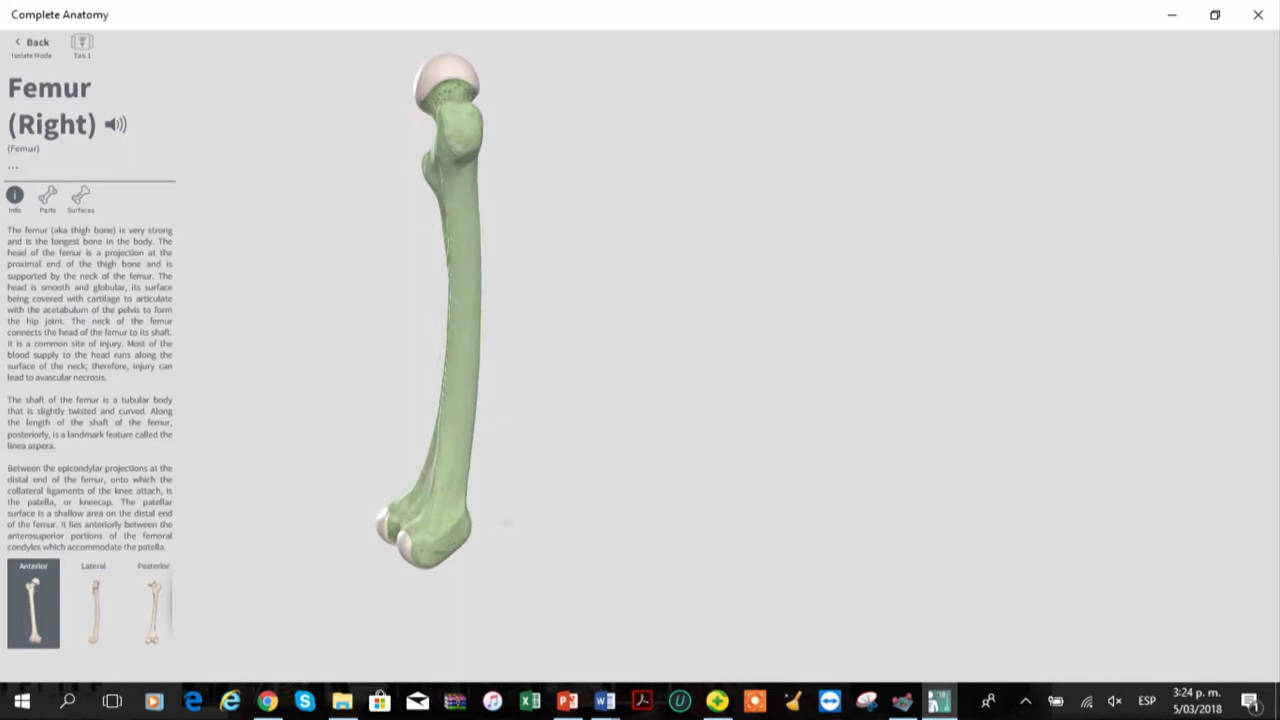 Complete Anatomy
Back
Isolate Mode
Tab 1
Femur
(Right)
(Femur)
...
Info
Parts
Surfaces
The femur (aka thigh bone) is very strong
and is the longest bone in the body. The
head of the femur is a projection at the
proximal end of the thigh bone and is
supported by the neck of the femur. The
head is smooth and globular, its surface
being covered with cartilage to articulate
with the acetabulum of the pelvis to form
the hip joint. The neck of the femur
connects the head of the femur to its shaft.
It is a common site of injury. Most of the
blood supply to the head runs along the
surface of the neck; therefore, injury can
lead to avascular necrosis.
The shaft of the femur is a tubular body
that is slightly twisted and curved. Along
the length of the shaft of the femur,
posteriorly, is a landmark feature called the
linea aspera.
Between the epicondylar projections at the
distal end of the femur, onto which the
collateral ligaments of the knee attach, is
the patella, or kneecap. The patellar
surface is a shallow area on the distal end
of the femur. It lies anteriorly between the
anterosuperior portions of the femoral
condyles which accommodate the patella.
Anterior
Lateral
Posterior
ESP
3:24 p. m.
5/03/2018